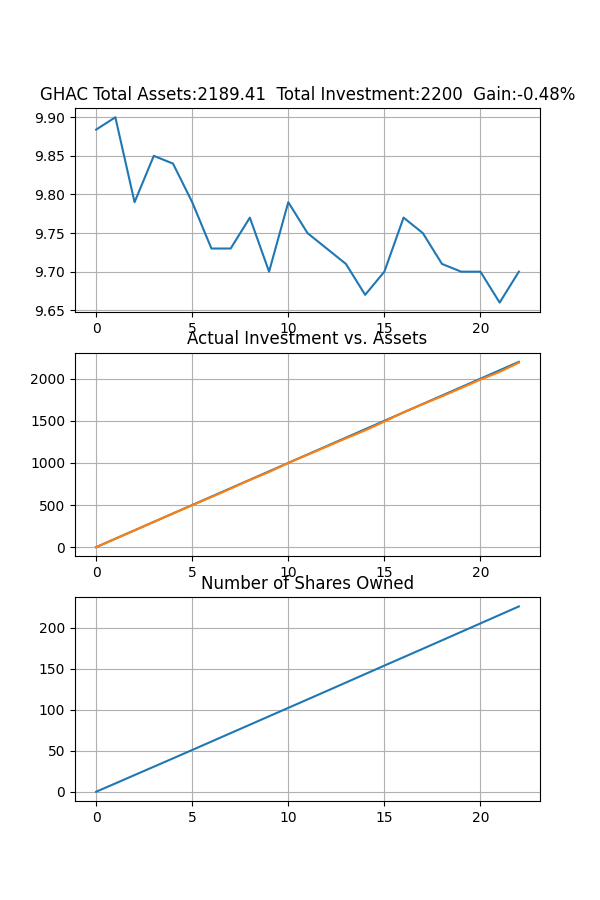 GHAC Total Assets:2189.41  Total Investment:2200  Gain:-0.48%
9.90
9.85
9.80
9.75
9.70
9.65
0 5 10 15 20
Actual Investment vs. Assets
2000
1500
1000
500
0
0 5 10 15 20
Number of Shares Owned
200
150
100
50
0
0 5 10 15 20